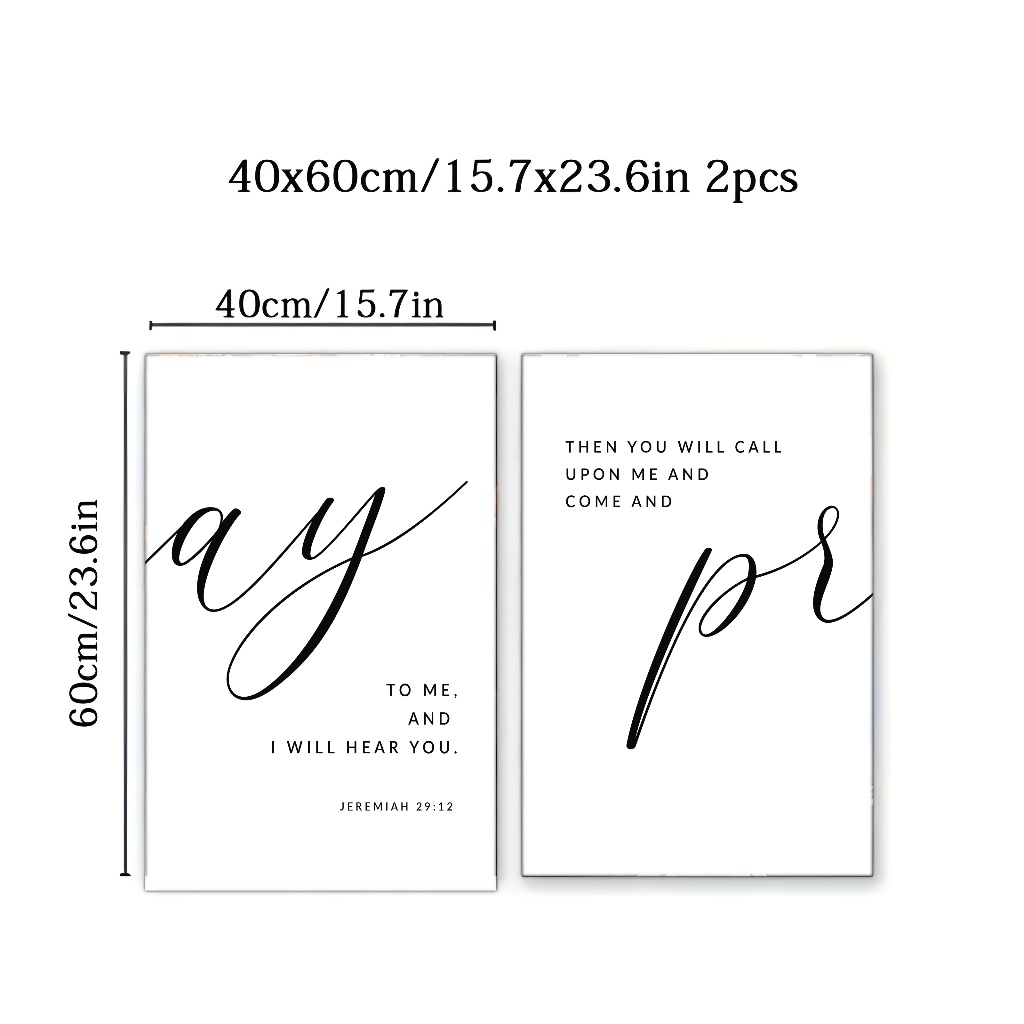 40x60cm/15.7x23.6in 2pcs
40cm/15.7in
60cm/23.6in
ay
TO ME,
AND
I WILL HEAR YOU.
JEREMIAH 29:12
THEN YOU WILL CALL
UPON ME AND
COME AND
pr